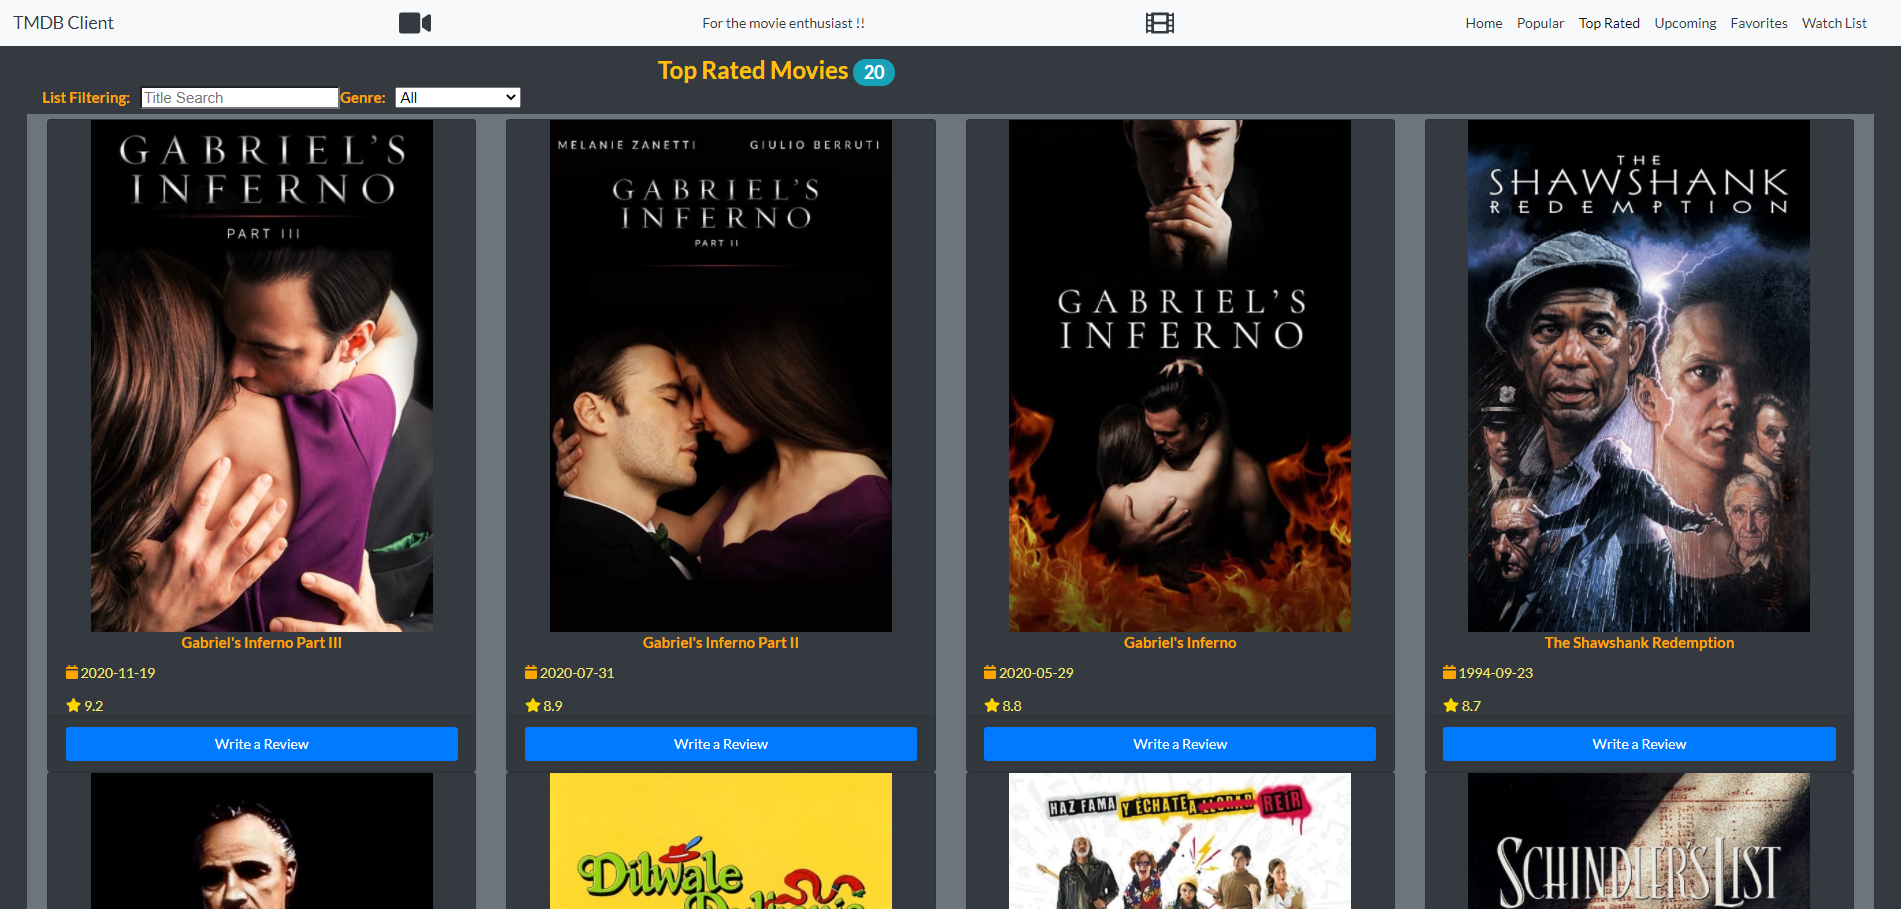 TMDB Client
For the movie enthusiast !!
Home Popular Top Rated Upcoming Favorites Watch List
Top Rated Movies 20
List Filtering: Title Search Genre: All
GABRIEL'S
INFERNO
PART III
MELANIE ZANETTI GIULIO BERRUTI
GABRIEL'S
INFERNO
PART II
GABRIEL'S
INFERNO
THE
SHAWSHANK
REDEMPTION
Gabriel's Inferno Part III
2020-11-19
9.2
Write a Review
Gabriel's Inferno Part II
2020-07-31
8.9
Write a Review
Gabriel's Inferno
2020-05-29
8.8
Write a Review
The Shawshank Redemption
1994-09-23
8.7
Write a Review
Dilwale
HAZ FAMA Y ÉCHATE A LLORAR REIR
SCHINDLER'S LIST